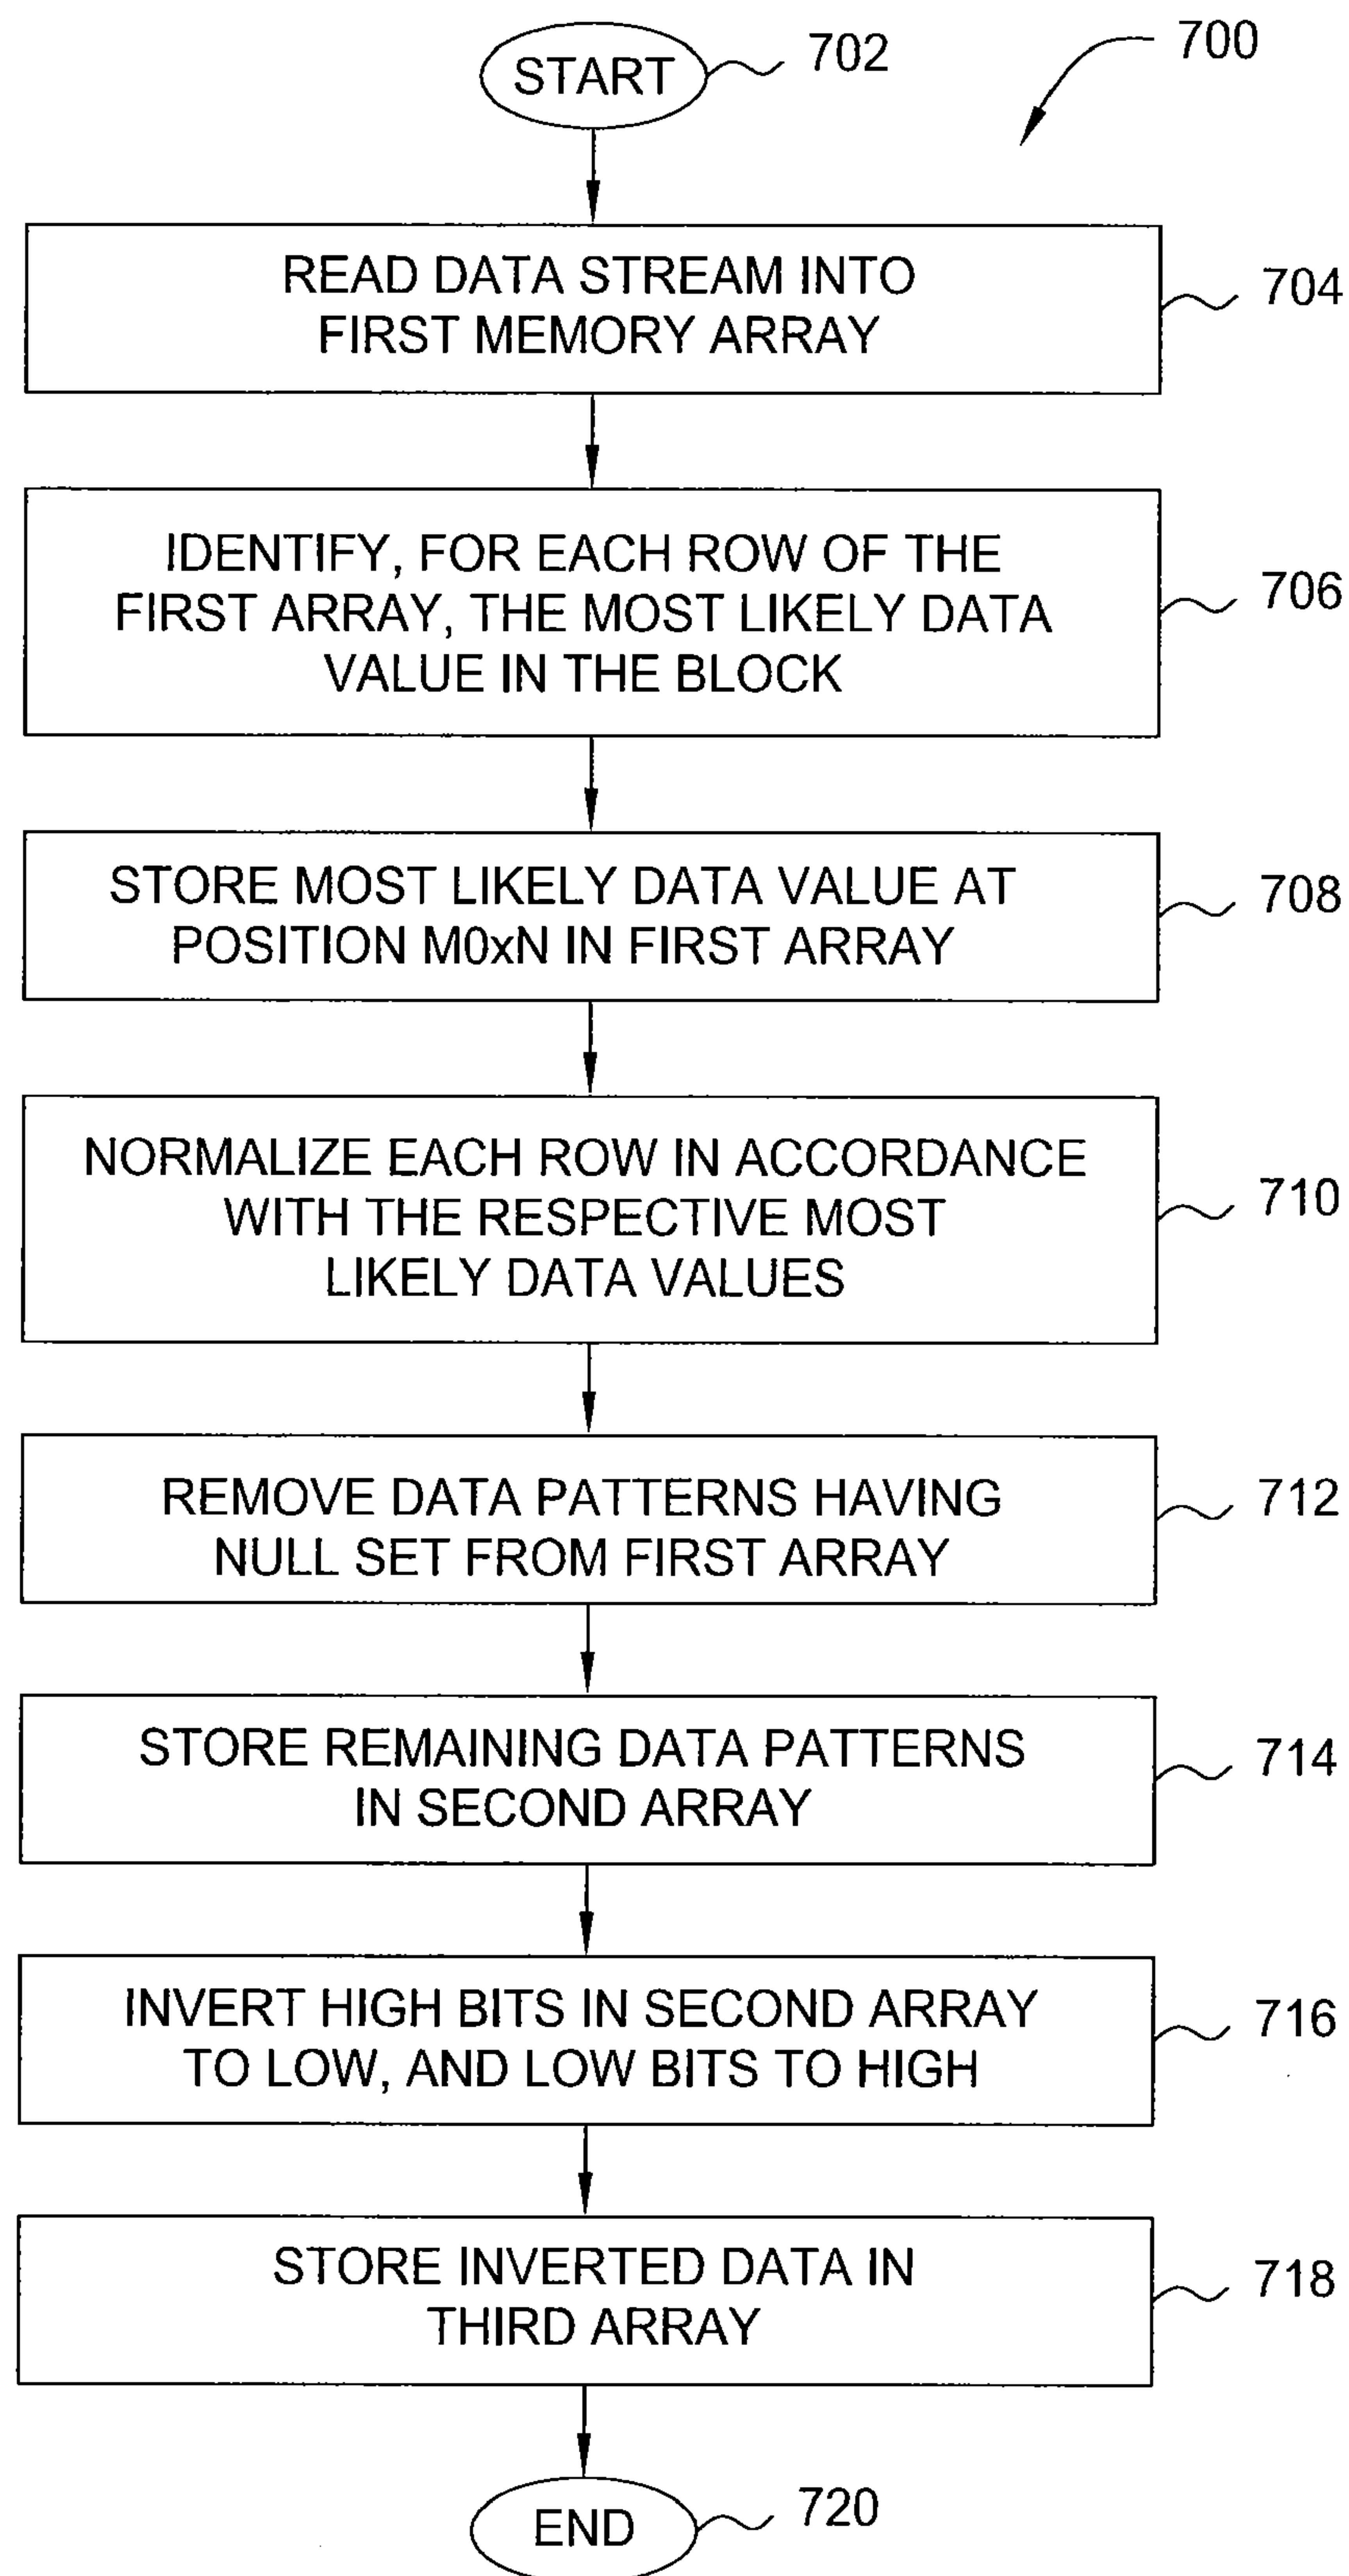 700
START
702
READ DATA STREAM INTO
FIRST MEMORY ARRAY
704
IDENTIFY, FOR EACH ROW OF THE
FIRST ARRAY, THE MOST LIKELY DATA
VALUE IN THE BLOCK
706
STORE MOST LIKELY DATA VALUE AT
POSITION M0xN IN FIRST ARRAY
708
NORMALIZE EACH ROW IN ACCORDANCE
WITH THE RESPECTIVE MOST
LIKELY DATA VALUES
710
REMOVE DATA PATTERNS HAVING
NULL SET FROM FIRST ARRAY
712
STORE REMAINING DATA PATTERNS
IN SECOND ARRAY
714
INVERT HIGH BITS IN SECOND ARRAY
TO LOW, AND LOW BITS TO HIGH
716
STORE INVERTED DATA IN
THIRD ARRAY
718
END
720